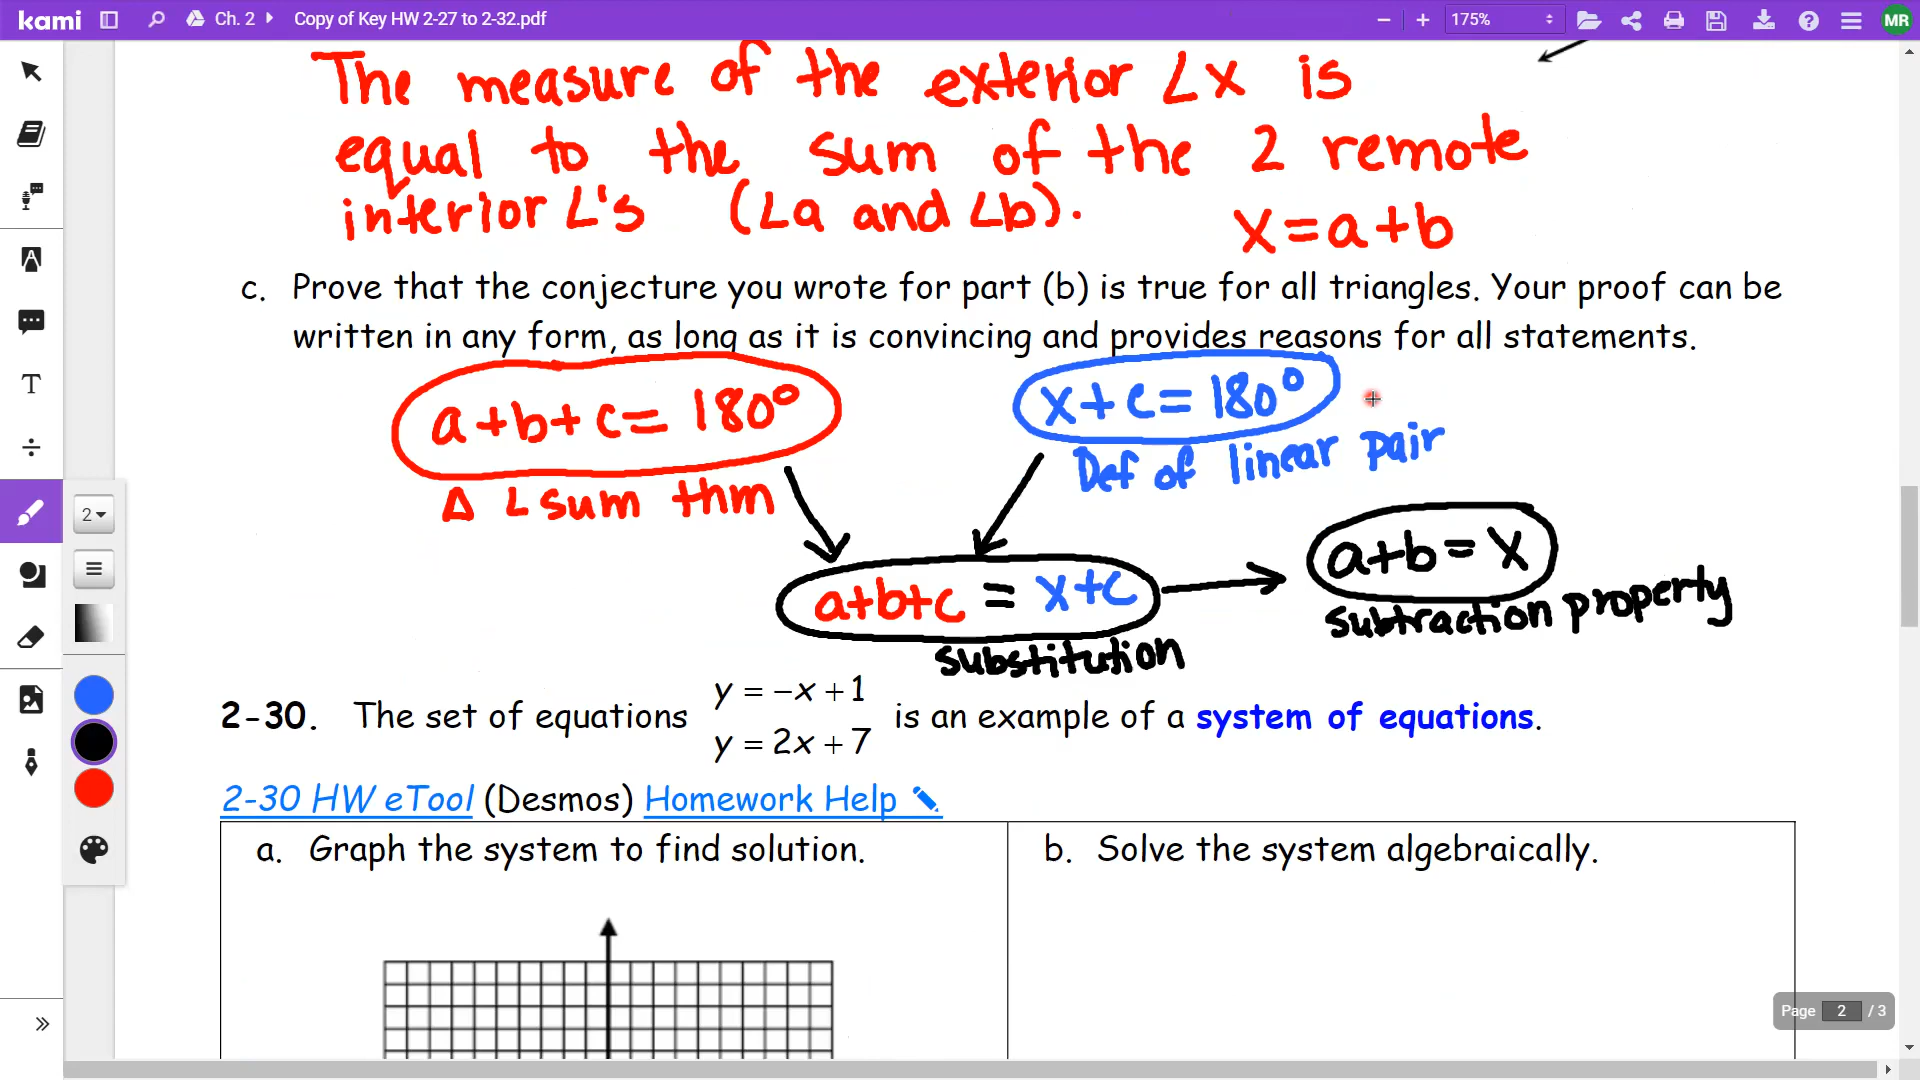 kami Ch. 2 Copy of Key HW 2-27 to 2-32.pdf 175% MR
The measure of the exterior ∠x is
equal to the sum of the 2 remote
interior ∠'s (∠a and ∠b). x=a+b
c. Prove that the conjecture you wrote for part (b) is true for all triangles. Your proof can be
written in any form, as long as it is convincing and provides reasons for all statements.
a+b+c=180° x+c=180°
Δ ∠sum thm Def of linear pair
a+b+c = x+c a+b=x
substitution subtraction property
y = -x + 1
2-30. The set of equations is an example of a system of equations.
y = 2x + 7
2-30 HW eTool (Desmos) Homework Help
a. Graph the system to find solution. b. Solve the system algebraically.
2
Page 2 / 3